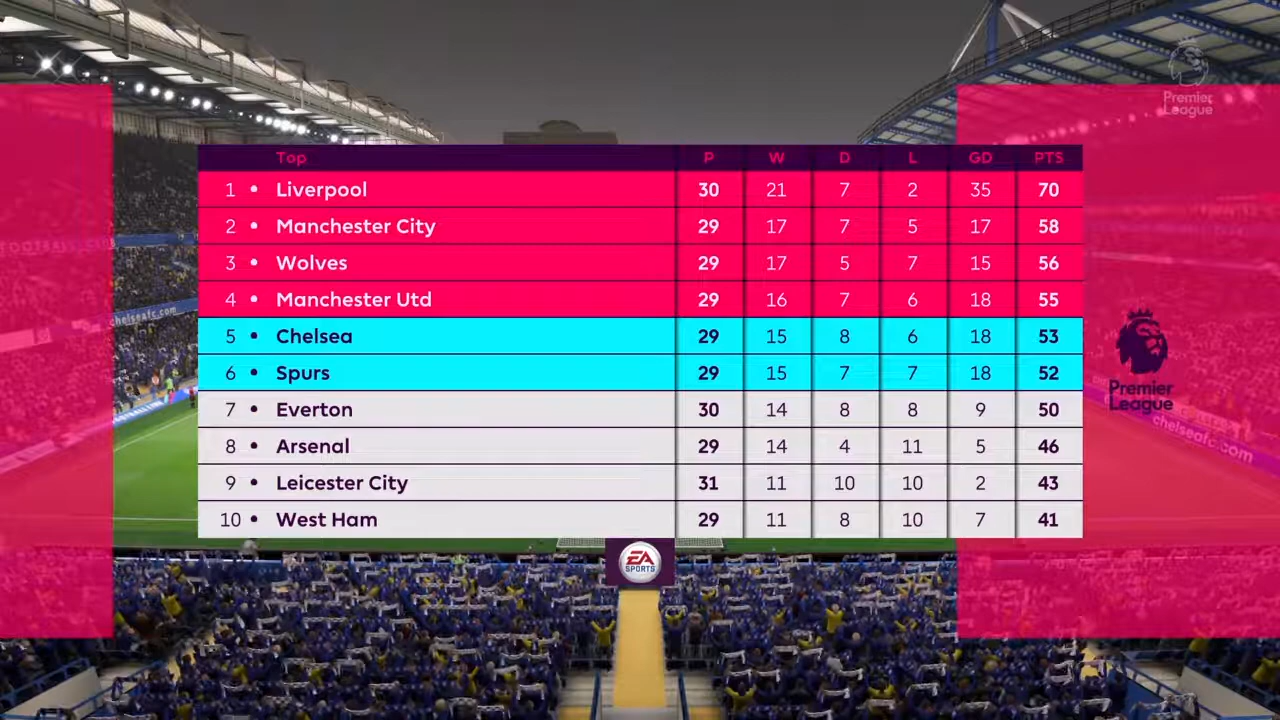 Premier
League
Top P W D L GD PTS
1 • Liverpool 30 21 7 2 35 70
2 • Manchester City 29 17 7 5 17 58
3 • Wolves 29 17 5 7 15 56
4 • Manchester Utd 29 16 7 6 18 55
5 • Chelsea 29 15 8 6 18 53
6 • Spurs 29 15 7 7 18 52
7 • Everton 30 14 8 8 9 50
8 • Arsenal 29 14 4 11 5 46
9 • Leicester City 31 11 10 10 2 43
10 • West Ham 29 11 8 10 7 41
chelseafc.com
Premier
League
chelseafc.com
EA
SPORTS